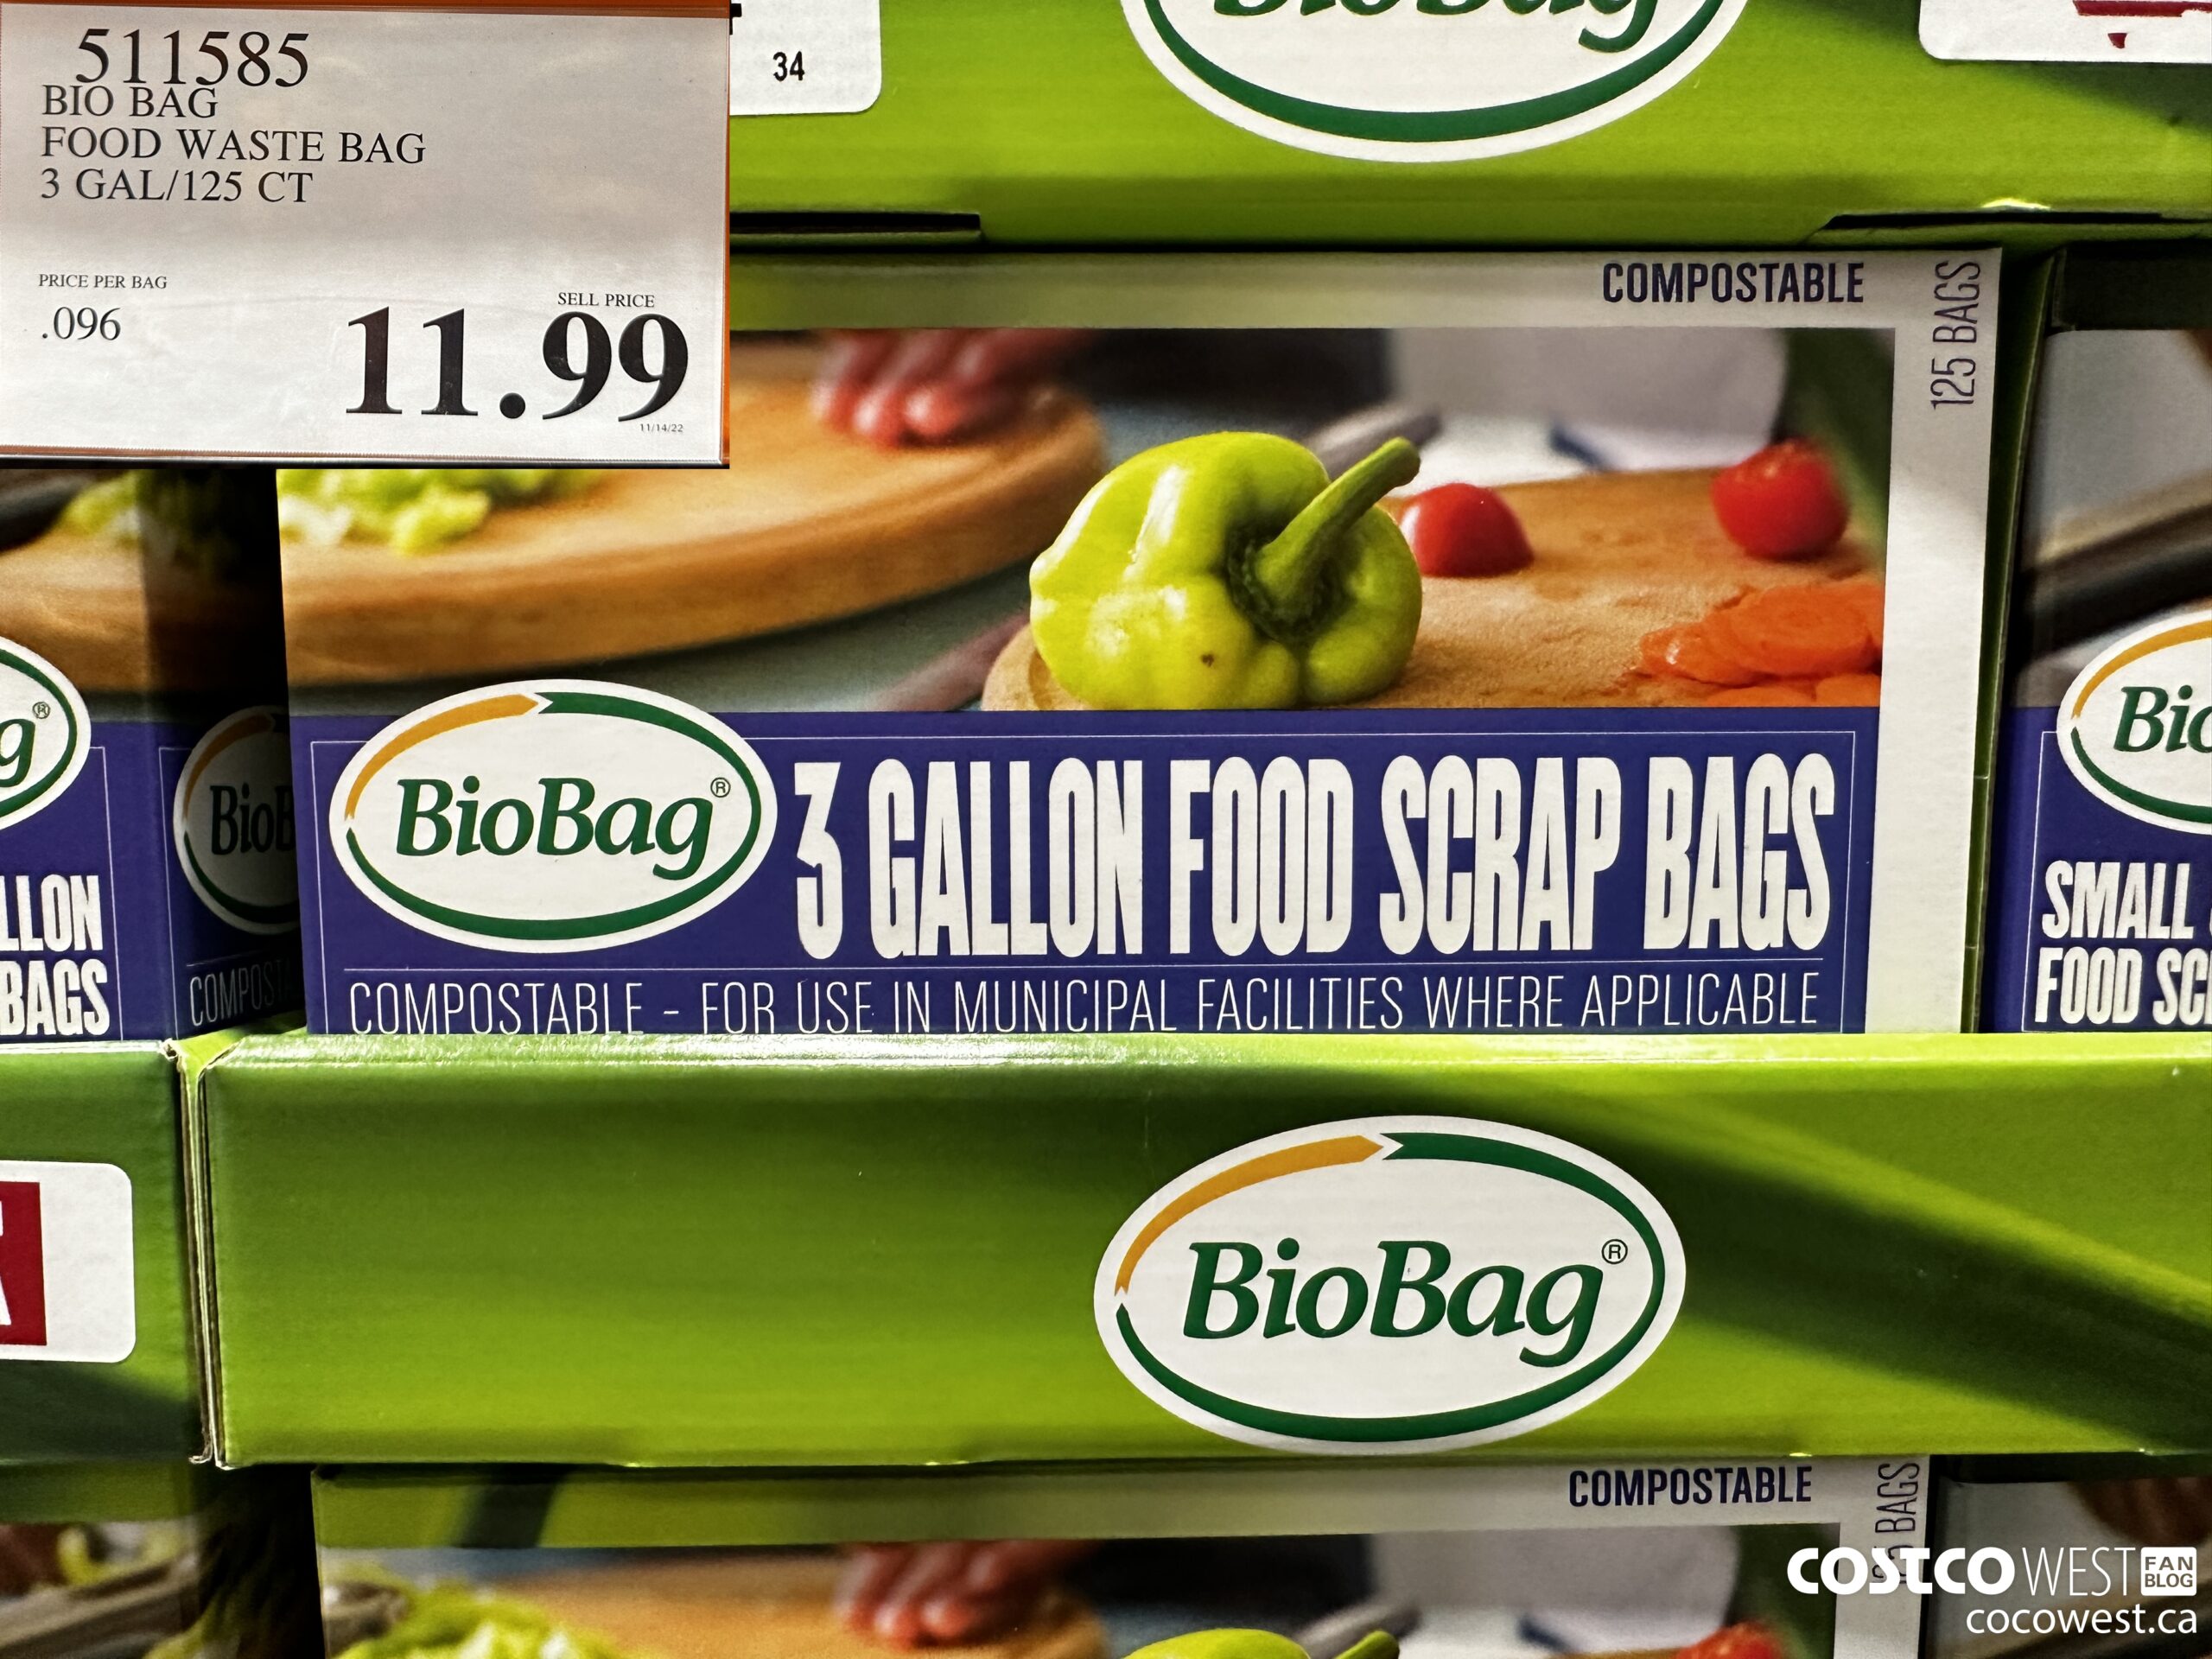 511585
BIO BAG
FOOD WASTE BAG
3 GAL/125 CT
PRICE PER BAG
.096
SELL PRICE
11.99
11/14/22
34
BioBag
COMPOSTABLE
125 BAGS
BioBag®
3 GALLON FOOD SCRAP BAGS
COMPOSTABLE - FOR USE IN MUNICIPAL FACILITIES WHERE APPLICABLE
BAGS
SMALL
FOOD
BioBag®
COMPOSTABLE
BAGS
COSTCO WEST FAN BLOG
cocowest.ca